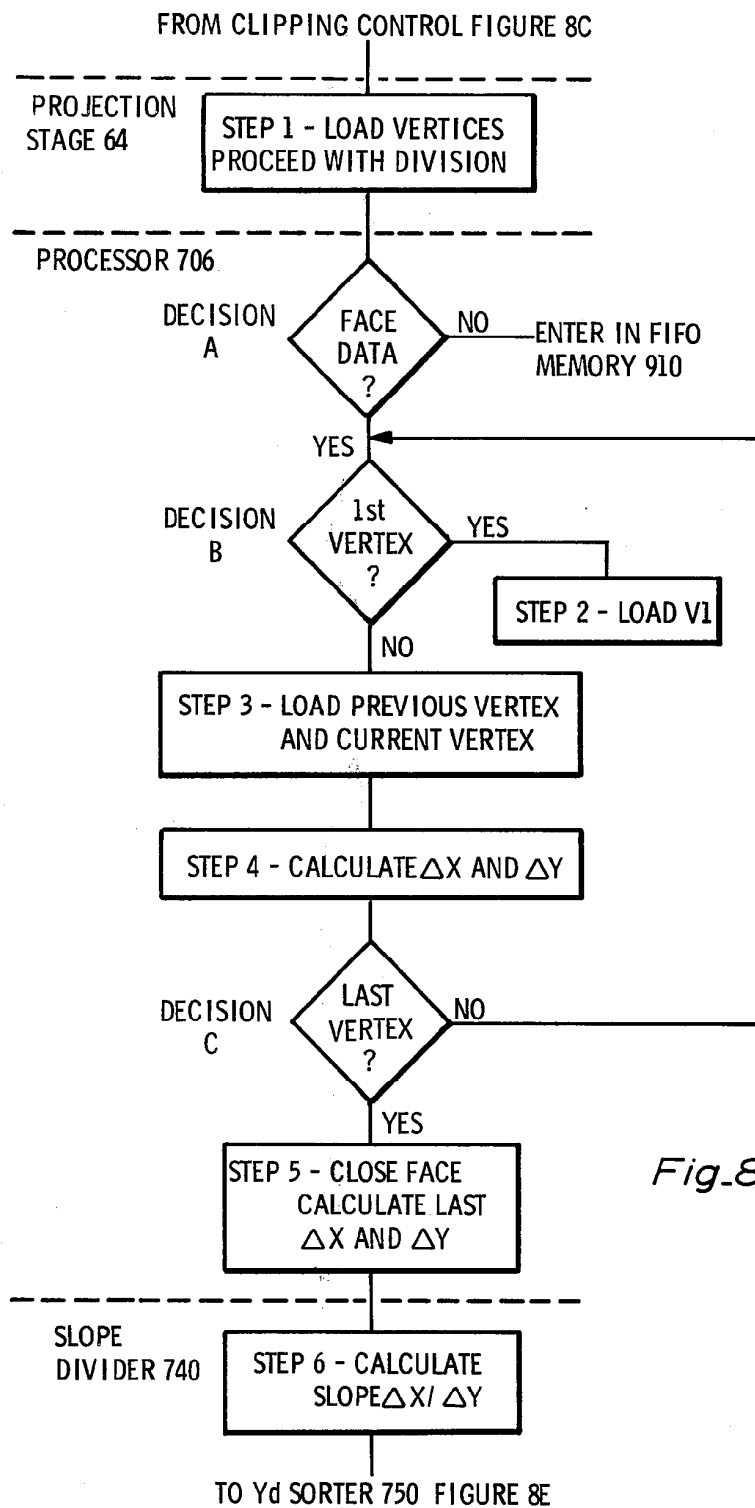 FROM CLIPPING CONTROL FIGURE 8C
PROJECTION
STAGE 64
STEP 1 - LOAD VERTICES
PROCEED WITH DIVISION
PROCESSOR 706
DECISION
A
FACE
DATA
?
NO
ENTER IN FIFO
MEMORY 910
YES
DECISION
B
1st
VERTEX
?
YES
STEP 2 - LOAD V1
NO
STEP 3 - LOAD PREVIOUS VERTEX
AND CURRENT VERTEX
STEP 4 - CALCULATE △X AND △Y
DECISION
C
LAST
VERTEX
?
NO
YES
STEP 5 - CLOSE FACE
CALCULATE LAST
△X AND △Y
Fig.8
SLOPE
DIVIDER 740
STEP 6 - CALCULATE
SLOPE △X/ △Y
TO Yd SORTER 750 FIGURE 8E